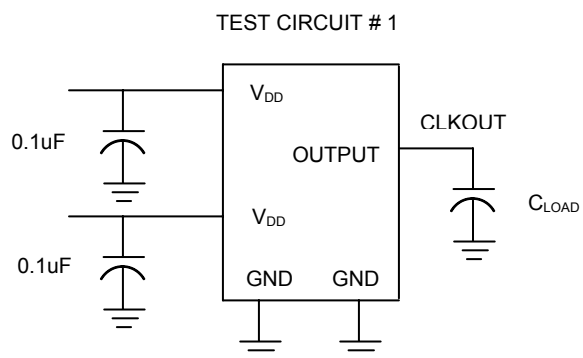 TEST CIRCUIT # 1
VDD
0.1uF
CLKOUT
OUTPUT
CLOAD
VDD
0.1uF
GND GND